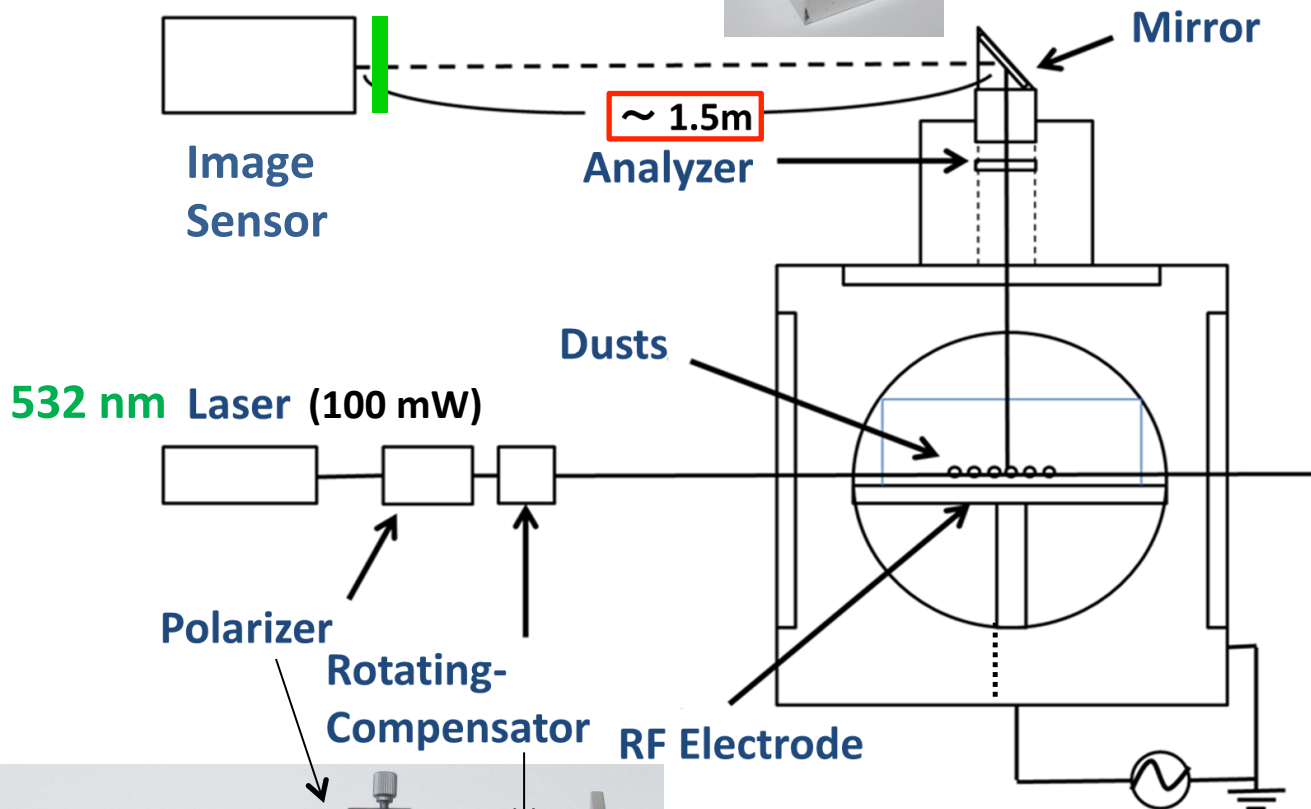 Mirror
～ 1.5m
Image
Sensor
Analyzer
Dusts
532 nm Laser (100 mW)
Polarizer
Rotating-
Compensator
RF Electrode